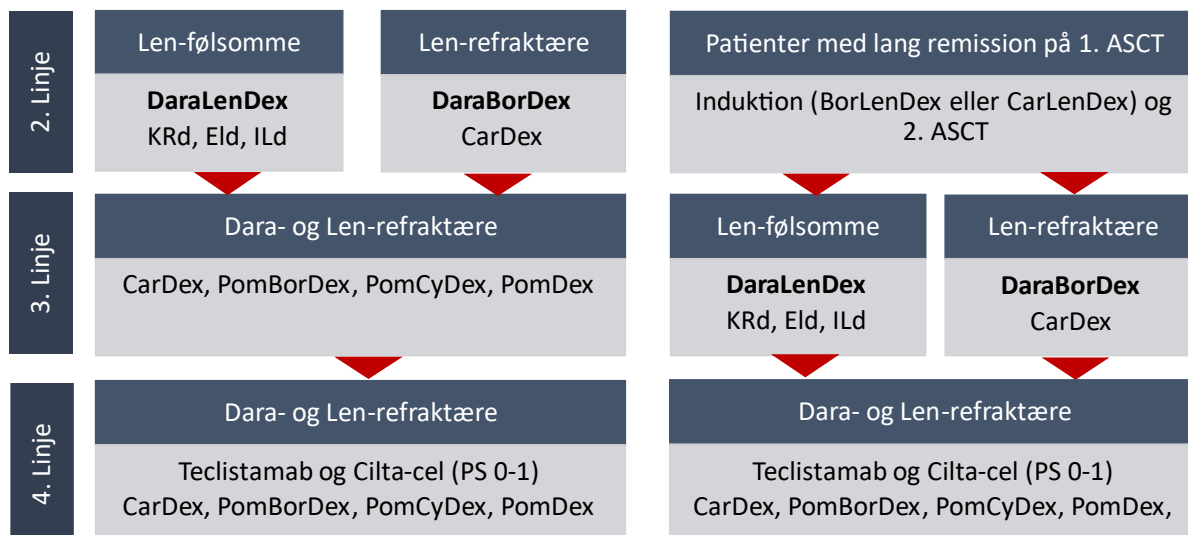 2. Linje
Len-følsomme
DaraLenDex
KRd, Eld, ILd
Len-refraktære
DaraBorDex
CarDex
Patienter med lang remission på 1. ASCT
Induktion (BorLenDex eller CarLenDex) og
2. ASCT
3. Linje
Dara- og Len-refraktære
CarDex, PomBorDex, PomCyDex, PomDex
Len-følsomme
DaraLenDex
KRd, Eld, ILd
Len-refraktære
DaraBorDex
CarDex
4. Linje
Dara- og Len-refraktære
Teclistamab og Cilta-cel (PS 0-1)
CarDex, PomBorDex, PomCyDex, PomDex
Dara- og Len-refraktære
Teclistamab og Cilta-cel (PS 0-1)
CarDex, PomBorDex, PomCyDex, PomDex,